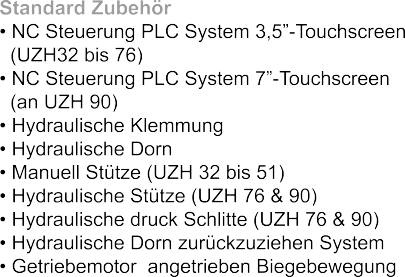 Standard Zubehör
• NC Steuerung PLC System 3,5”-Touchscreen
(UZH32 bis 76)
• NC Steuerung PLC System 7”-Touchscreen
(an UZH 90)
• Hydraulische Klemmung
• Hydraulische Dorn
• Manuell Stütze (UZH 32 bis 51)
• Hydraulische Stütze (UZH 76 & 90)
• Hydraulische druck Schlitte (UZH 76 & 90)
• Hydraulische Dorn zurückzuziehen System
• Getriebemotor  angetrieben Biegebewegung